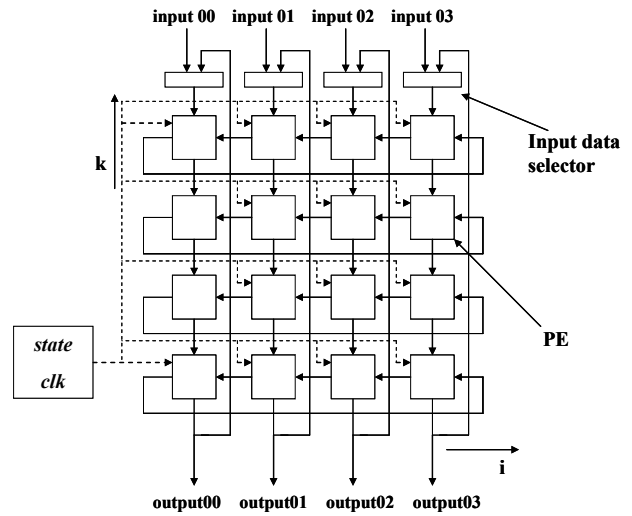 input 00 input 01 input 02 input 03
k
Input data
selector
state
clk
PE
i
output00 output01 output02 output03